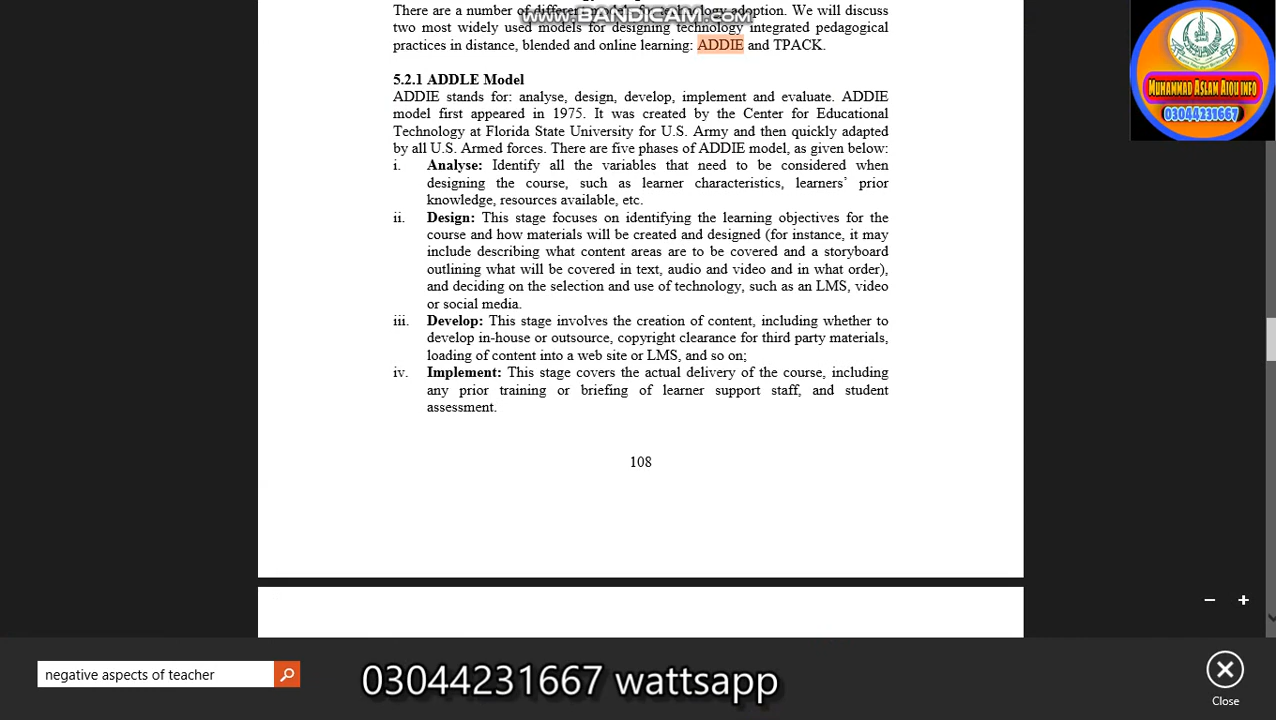 There are a number of different models for technology adoption. We will discuss
www.BANDICAM.com
two most widely used models for designing technology integrated pedagogical
practices in distance, blended and online learning: ADDIE and TPACK.
5.2.1 ADDLE Model
ADDIE stands for: analyse, design, develop, implement and evaluate. ADDIE
model first appeared in 1975. It was created by the Center for Educational
Technology at Florida State University for U.S. Army and then quickly adapted
by all U.S. Armed forces. There are five phases of ADDIE model, as given below:
i. Analyse: Identify all the variables that need to be considered when
designing the course, such as learner characteristics, learners’ prior
knowledge, resources available, etc.
ii. Design: This stage focuses on identifying the learning objectives for the
course and how materials will be created and designed (for instance, it may
include describing what content areas are to be covered and a storyboard
outlining what will be covered in text, audio and video and in what order),
and deciding on the selection and use of technology, such as an LMS, video
or social media.
iii. Develop: This stage involves the creation of content, including whether to
develop in-house or outsource, copyright clearance for third party materials,
loading of content into a web site or LMS, and so on;
iv. Implement: This stage covers the actual delivery of the course, including
any prior training or briefing of learner support staff, and student
assessment.
108
MUHAMMAD ASLAM AIOU INFO
03044231667
negative aspects of teacher
03044231667 wattsapp
Close